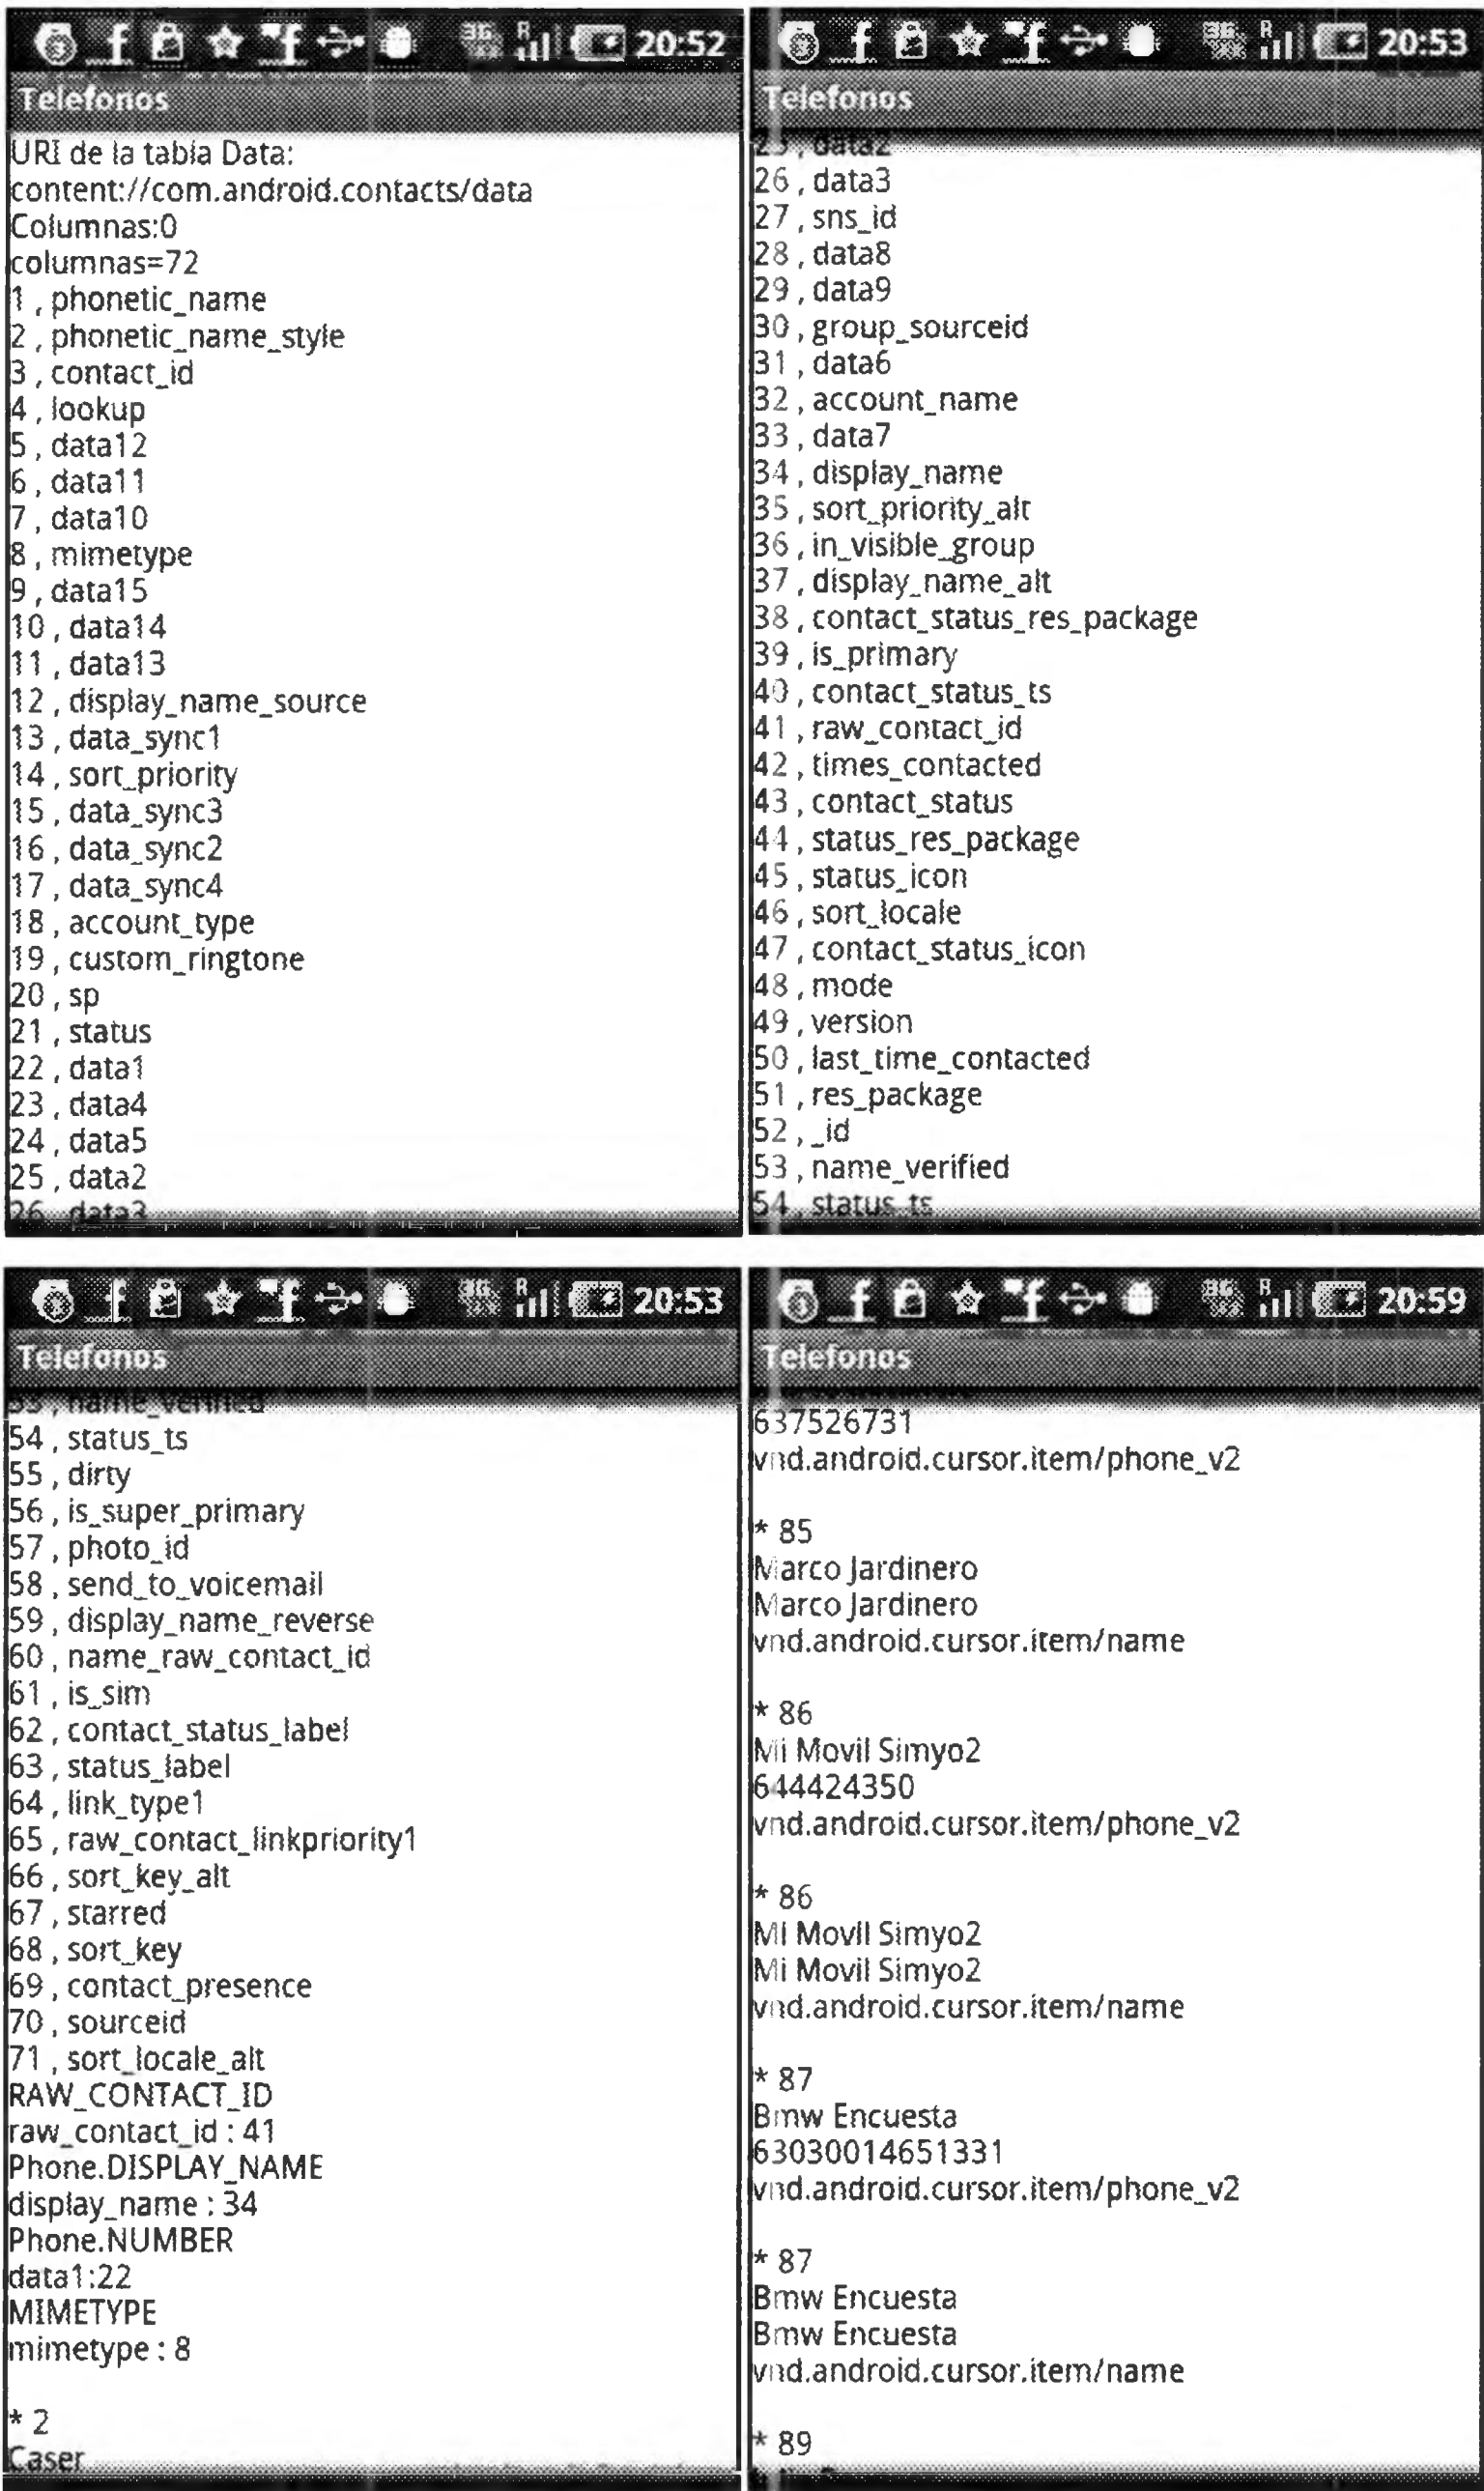 20:52
Telefonos
URI de la tabla Data:
content://com.android.contacts/data
Columnas:0
columnas=72
1 , phonetic_name
2 , phonetic_name_style
3 , contact_id
4 , lookup
5 , data12
6 , data11
7 , data10
8 , mimetype
9 , data15
10 , data14
11 , data13
12 , display_name_source
13 , data_sync1
14 , sort_priority
15 , data_sync3
16 , data_sync2
17 , data_sync4
18 , account_type
19 , custom_ringtone
20 , sp
21 , status
22 , data1
23 , data4
24 , data5
25 , data2
26 , data3
20:53
Telefonos
25 , data2
26 , data3
27 , sns_id
28 , data8
29 , data9
30 , group_sourceid
31 , data6
32 , account_name
33 , data7
34 , display_name
35 , sort_priority_alt
36 , in_visible_group
37 , display_name_alt
38 , contact_status_res_package
39 , is_primary
40 , contact_status_ts
41 , raw_contact_id
42 , times_contacted
43 , contact_status
44 , status_res_package
45 , status_icon
46 , sort_locale
47 , contact_status_icon
48 , mode
49 , version
50 , last_time_contacted
51 , res_package
52 , _id
53 , name_verified
54 , status_ts
20:53
Telefonos
53 , name_verified
54 , status_ts
55 , dirty
56 , is_super_primary
57 , photo_id
58 , send_to_voicemail
59 , display_name_reverse
60 , name_raw_contact_id
61 , is_sim
62 , contact_status_label
63 , status_label
64 , link_type1
65 , raw_contact_linkpriority1
66 , sort_key_alt
67 , starred
68 , sort_key
69 , contact_presence
70 , sourceid
71 , sort_locale_alt
RAW_CONTACT_ID
raw_contact_id : 41
Phone.DISPLAY_NAME
display_name : 34
Phone.NUMBER
data1:22
MIMETYPE
mimetype : 8
* 2
Caser
20:59
Telefonos
637526731
vnd.android.cursor.item/phone_v2
* 85
Marco Jardinero
Marco Jardinero
vnd.android.cursor.item/name
* 86
Mi Movil Simyo2
644424350
vnd.android.cursor.item/phone_v2
* 86
Mi Movil Simyo2
Mi Movil Simyo2
vnd.android.cursor.item/name
* 87
Bmw Encuesta
63030014651331
vnd.android.cursor.item/phone_v2
* 87
Bmw Encuesta
Bmw Encuesta
vnd.android.cursor.item/name
* 89